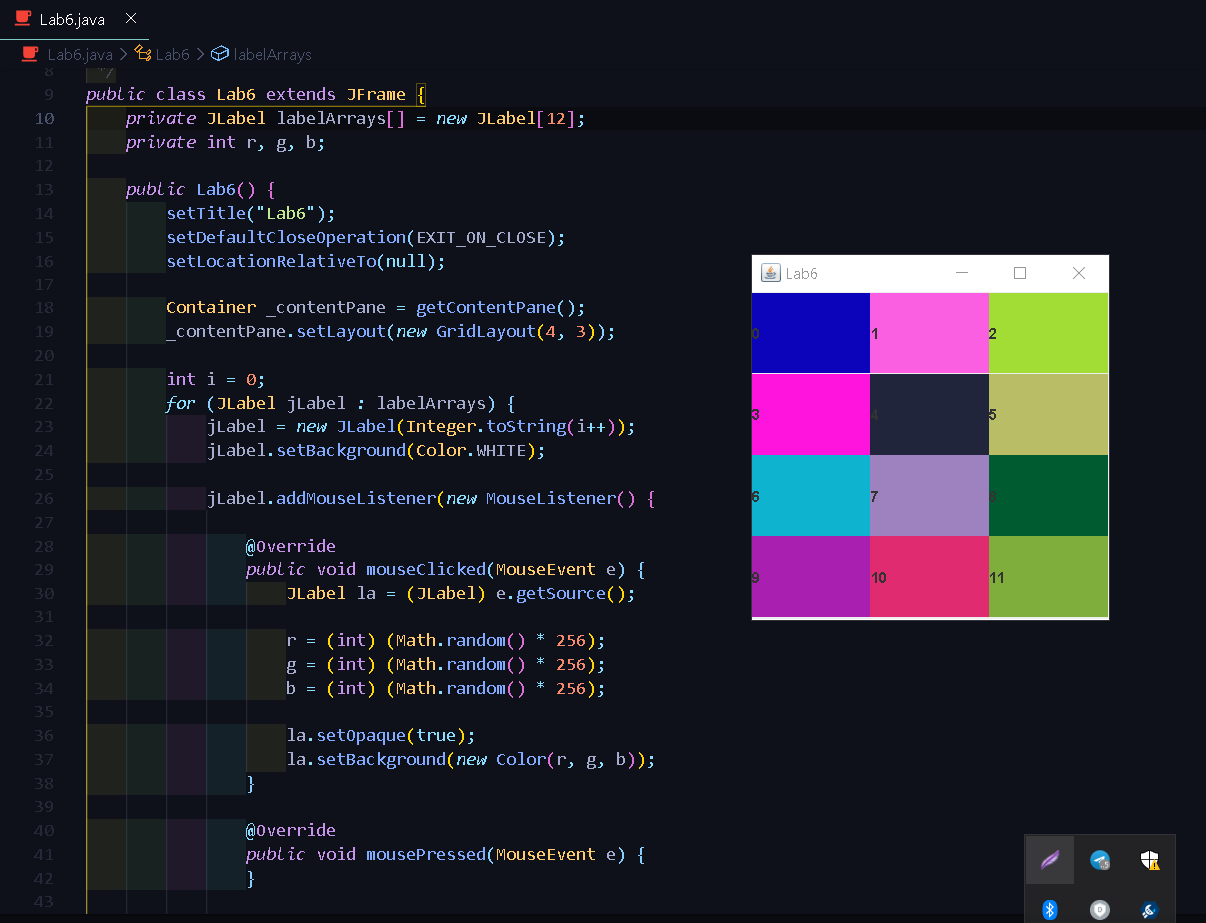 Lab6.java
Lab6.java > Lab6 > labelArrays
8 */
9 public class Lab6 extends JFrame {
10 private JLabel labelArrays[] = new JLabel[12];
11 private int r, g, b;
12
13 public Lab6() {
14 setTitle("Lab6");
15 setDefaultCloseOperation(EXIT_ON_CLOSE);
16 setLocationRelativeTo(null);
17
18 Container _contentPane = getContentPane();
19 _contentPane.setLayout(new GridLayout(4, 3));
20
21 int i = 0;
22 for (JLabel jLabel : labelArrays) {
23 jLabel = new JLabel(Integer.toString(i++));
24 jLabel.setBackground(Color.WHITE);
25
26 jLabel.addMouseListener(new MouseListener() {
27
28 @Override
29 public void mouseClicked(MouseEvent e) {
30 JLabel la = (JLabel) e.getSource();
31
32 r = (int) (Math.random() * 256);
33 g = (int) (Math.random() * 256);
34 b = (int) (Math.random() * 256);
35
36 la.setOpaque(true);
37 la.setBackground(new Color(r, g, b));
38 }
39
40 @Override
41 public void mousePressed(MouseEvent e) {
42 }
43
Lab6
0 1 2
3 4 5
6 7 8
9 10 11